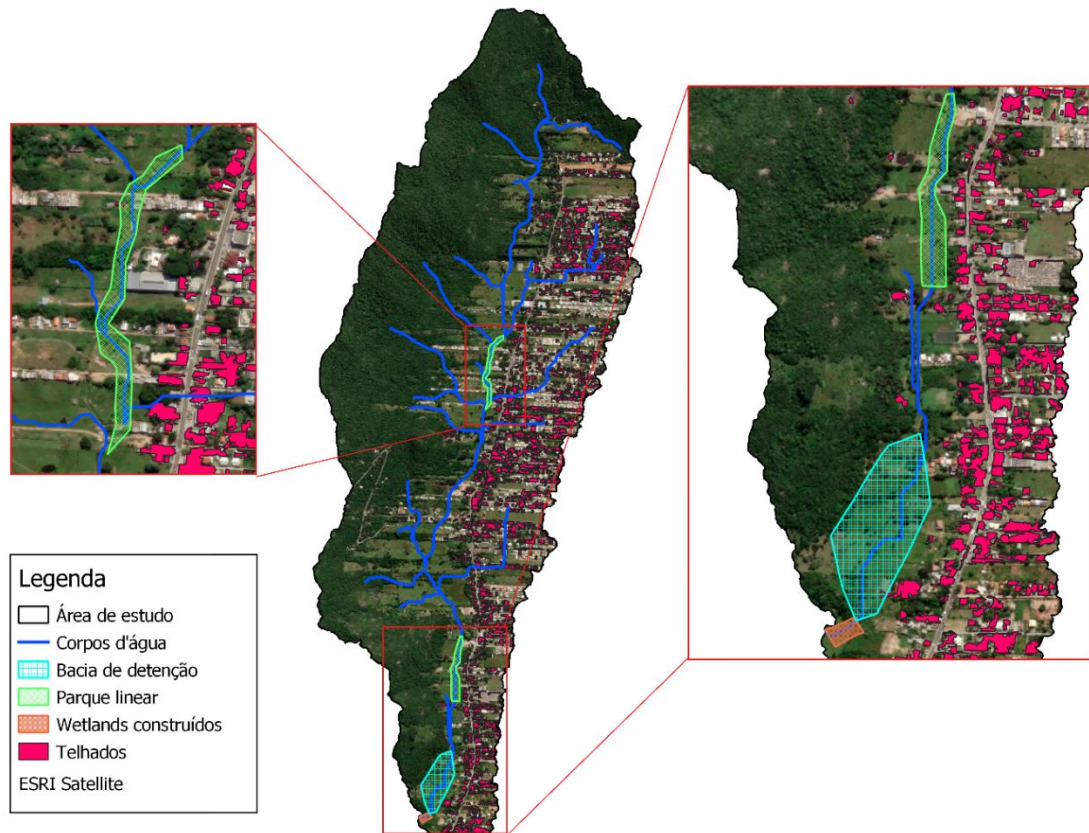 Legenda
Área de estudo
Corpos d'água
Bacia de detenção
Parque linear
Wetlands construídos
Telhados
ESRI Satellite